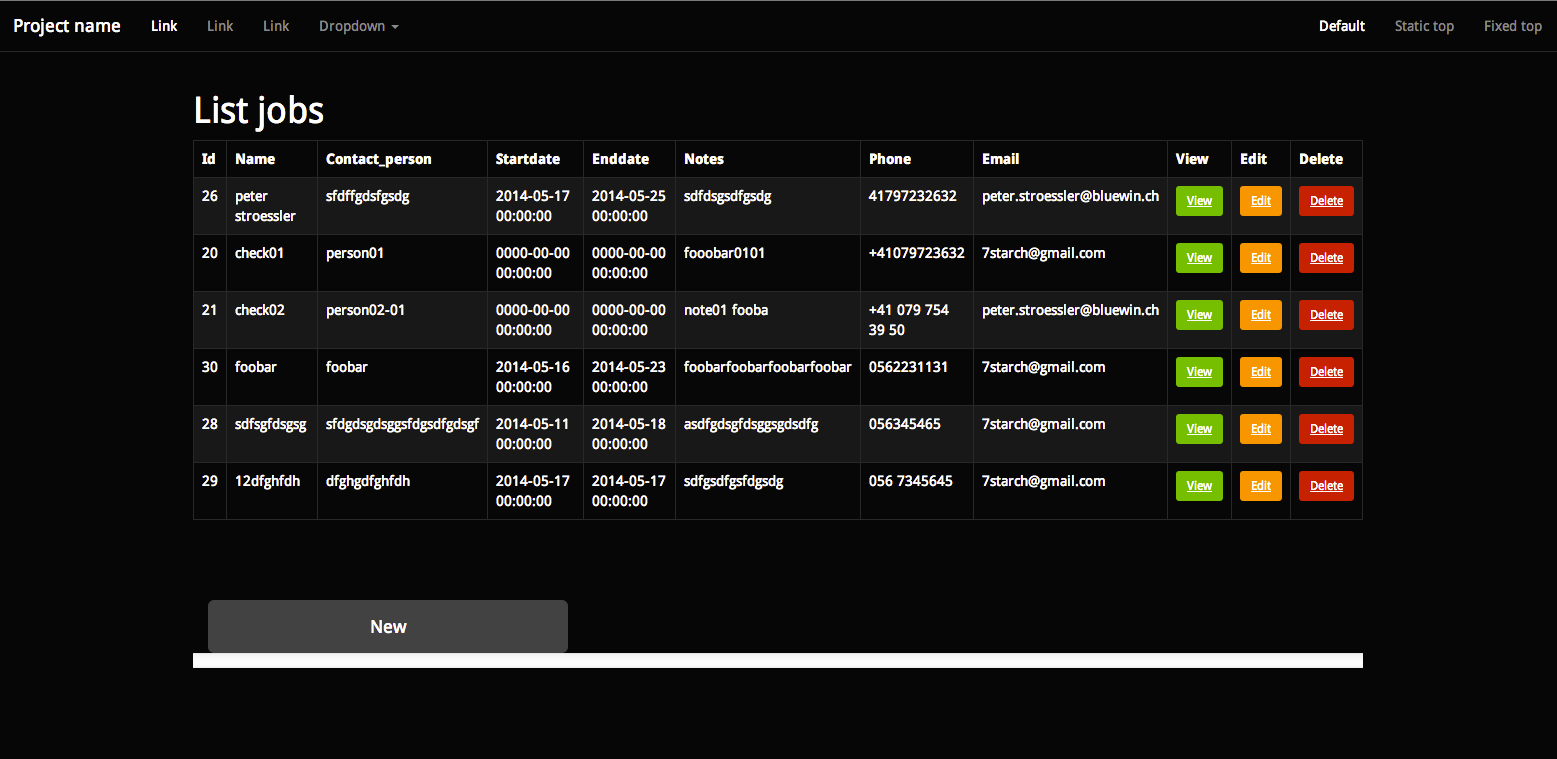 Project name Link Link Link Dropdown Default Static top Fixed top
List jobs
Id Name Contact_person Startdate Enddate Notes Phone Email View Edit Delete
26 peter sfdffgdsfgsdg 2014-05-17 2014-05-25 sdfdsgsdfgsdg 41797232632 peter.stroessler@bluewin.ch View Edit Delete
stroessler 00:00:00 00:00:00
20 check01 person01 0000-00-00 0000-00-00 fooobar0101 +41079723632 7starch@gmail.com View Edit Delete
00:00:00 00:00:00
21 check02 person02-01 0000-00-00 0000-00-00 note01 fooba +41 079 754 peter.stroessler@bluewin.ch View Edit Delete
00:00:00 00:00:00 39 50
30 foobar foobar 2014-05-16 2014-05-23 foobarfoobarfoobarfoobar 0562231131 7starch@gmail.com View Edit Delete
00:00:00 00:00:00
28 sdfsgfdsgsg sfdgdsgdsggsfdgsdfgdsgf 2014-05-11 2014-05-18 asdfgdsgfdsggsgdsdfg 056345465 7starch@gmail.com View Edit Delete
00:00:00 00:00:00
29 12dfghfdh dfghgdfghfdh 2014-05-17 2014-05-17 sdfgsdfgsfdgsdg 056 7345645 7starch@gmail.com View Edit Delete
00:00:00 00:00:00
New